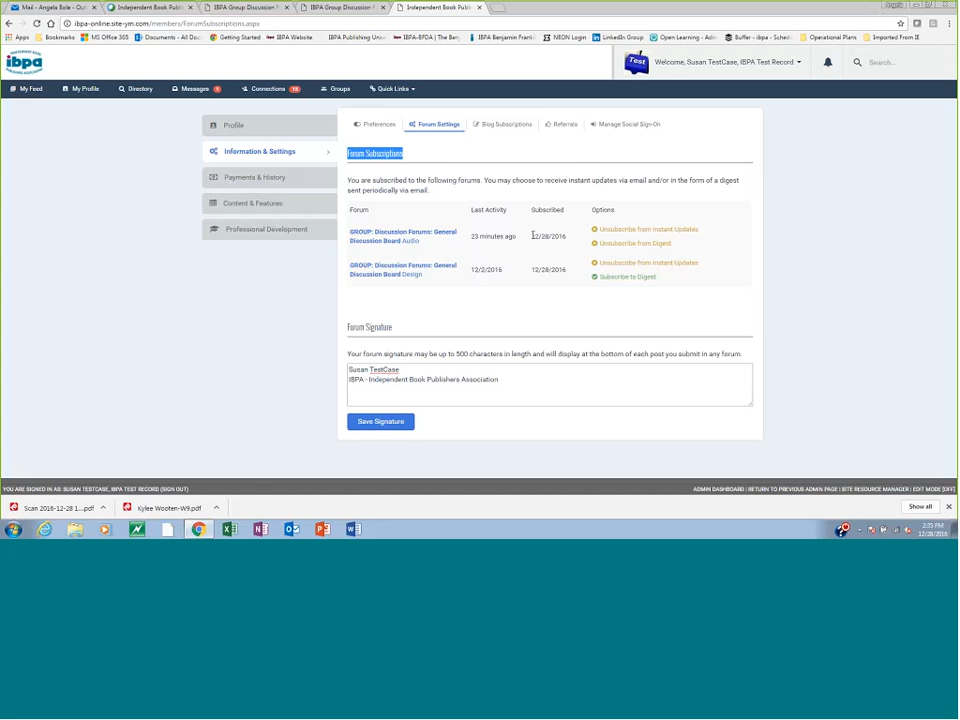 Mail - Angela Bole - Out
Independent Book Publ
IBPA Group Discussion F
IBPA Group Discussion F
Independent Book Publ
ibpa-online.site-ym.com/members/ForumSubscriptions.aspx
Apps
Bookmarks
MS Office 365
Documents - All Doc
Getting Started
IBPA Website
IBPA Publishing Uni
IBPA-BFDA | The Ben
IBPA Benjamin Frank
NEON Login
LinkedIn Group
Open Learning - Adm
Buffer - ibpa - Sched
Operational Plans
Imported From IE
ibpa
Test
Welcome, Susan TestCase, IBPA Test Record
Search...
My Feed
My Profile
Directory
Messages
Connections
Groups
Quick Links
Profile
Information & Settings
Payments & History
Content & Features
Professional Development
Preferences
Forum Settings
Blog Subscriptions
Referrals
Manage Social Sign-On
Forum Subscriptions
You are subscribed to the following forums. You may choose to receive instant updates via email and/or in the form of a digest
sent periodically via email.
Forum Last Activity Subscribed Options
GROUP: Discussion Forums: General
Discussion Board Audio
23 minutes ago
12/28/2016
Unsubscribe from Instant Updates
Unsubscribe from Digest
GROUP: Discussion Forums: General
Discussion Board Design
12/2/2016
12/28/2016
Unsubscribe from Instant Updates
Subscribe to Digest
Forum Signature
Your forum signature may be up to 500 characters in length and will display at the bottom of each post you submit in any forum.
Susan TestCase
IBPA - Independent Book Publishers Association
Save Signature
YOU ARE SIGNED IN AS: SUSAN TESTCASE, IBPA TEST RECORD (SIGN OUT)
ADMIN DASHBOARD | RETURN TO PREVIOUS ADMIN PAGE | SITE RESOURCE MANAGER | EDIT MODE [OFF]
Scan 2016-12-28 1....pdf
Kylee Wooten-W9.pdf
Show all
2:35 PM
12/28/2016